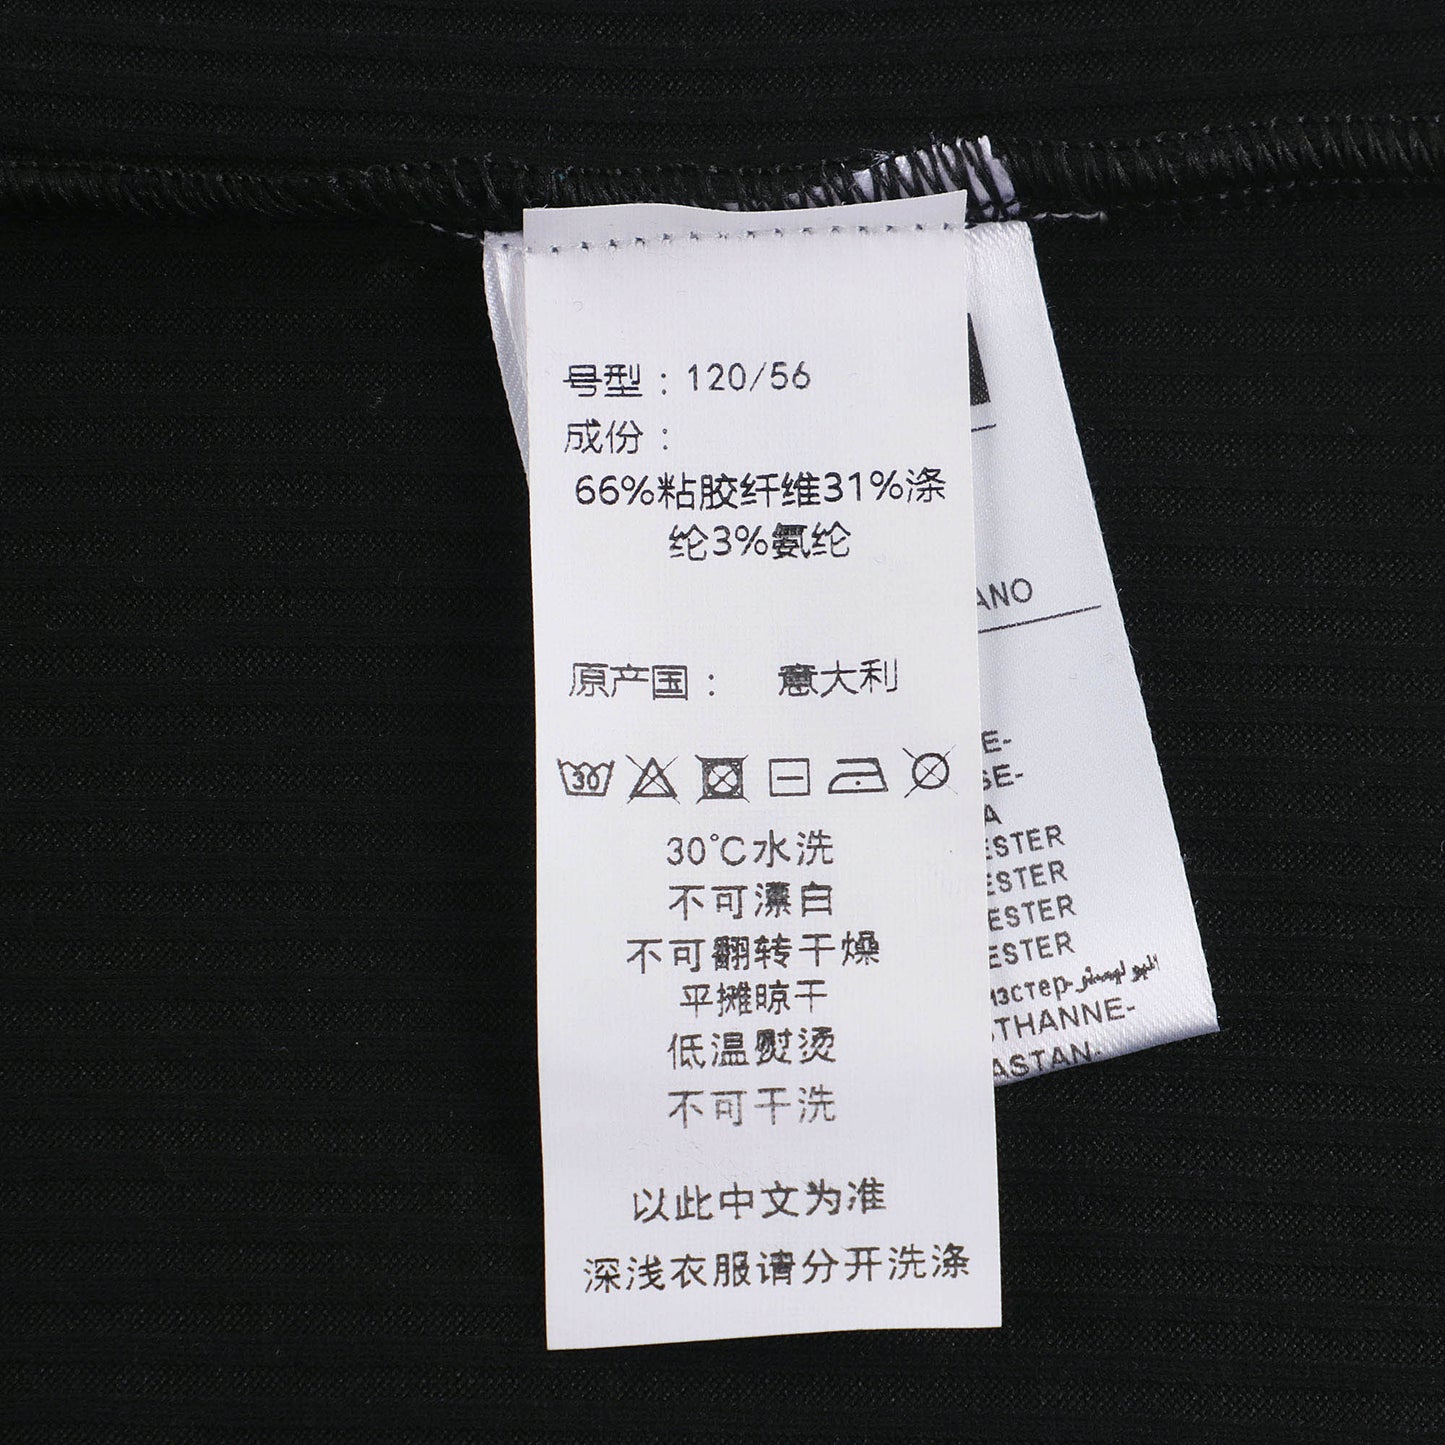 号型：120/56
成份：
66%粘胶纤维31%涤
纶3%氨纶
原产国： 意大利
30
30℃水洗
不可漂白
不可翻转干燥
平摊晾干
低温熨烫
不可干洗
以此中文为准
深浅衣服请分开洗涤
ANO
E-
SE-
A
ESTER
ESTER
ESTER
ESTER
иэстер-
THANNE-
ASTAN-